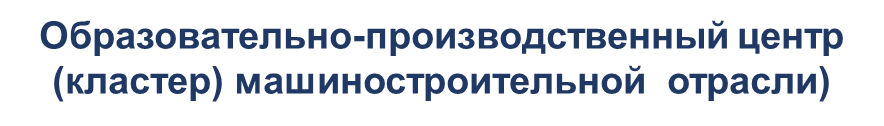 Образовательно-производственный центр
(кластер) машиностроительной  отрасли)